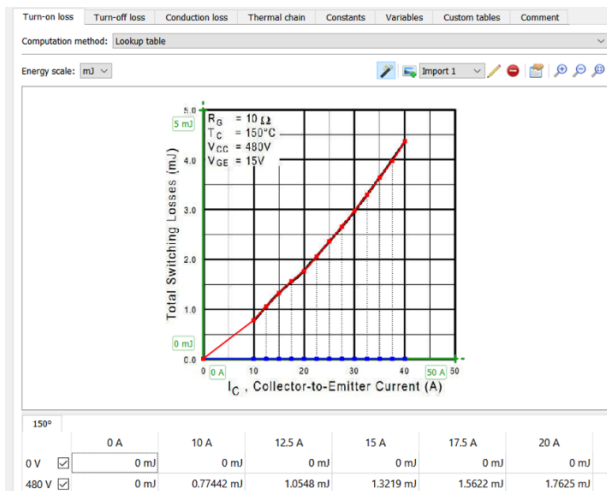 Turn-on loss Turn-off loss Conduction loss Thermal chain Constants Variables Custom tables Comment
Computation method: Lookup table
Energy scale: mJ Import 1
5.0
5 mJ
R_G = 10 Ω
T_C = 150°C
V_CC = 480V
V_GE = 15V
4.0
3.0
2.0
1.0
0 mJ
0.0
Total Switching Losses (mJ)
0 0 A 10 20 30 40 50 A 50
I_C , Collector-to-Emitter Current (A)
150°
0 A 10 A 12.5 A 15 A 17.5 A 20 A
0 V 0 mJ 0 mJ 0 mJ 0 mJ 0 mJ 0 mJ
480 V 0 mJ 0.77442 mJ 1.0548 mJ 1.3219 mJ 1.5622 mJ 1.7625 mJ